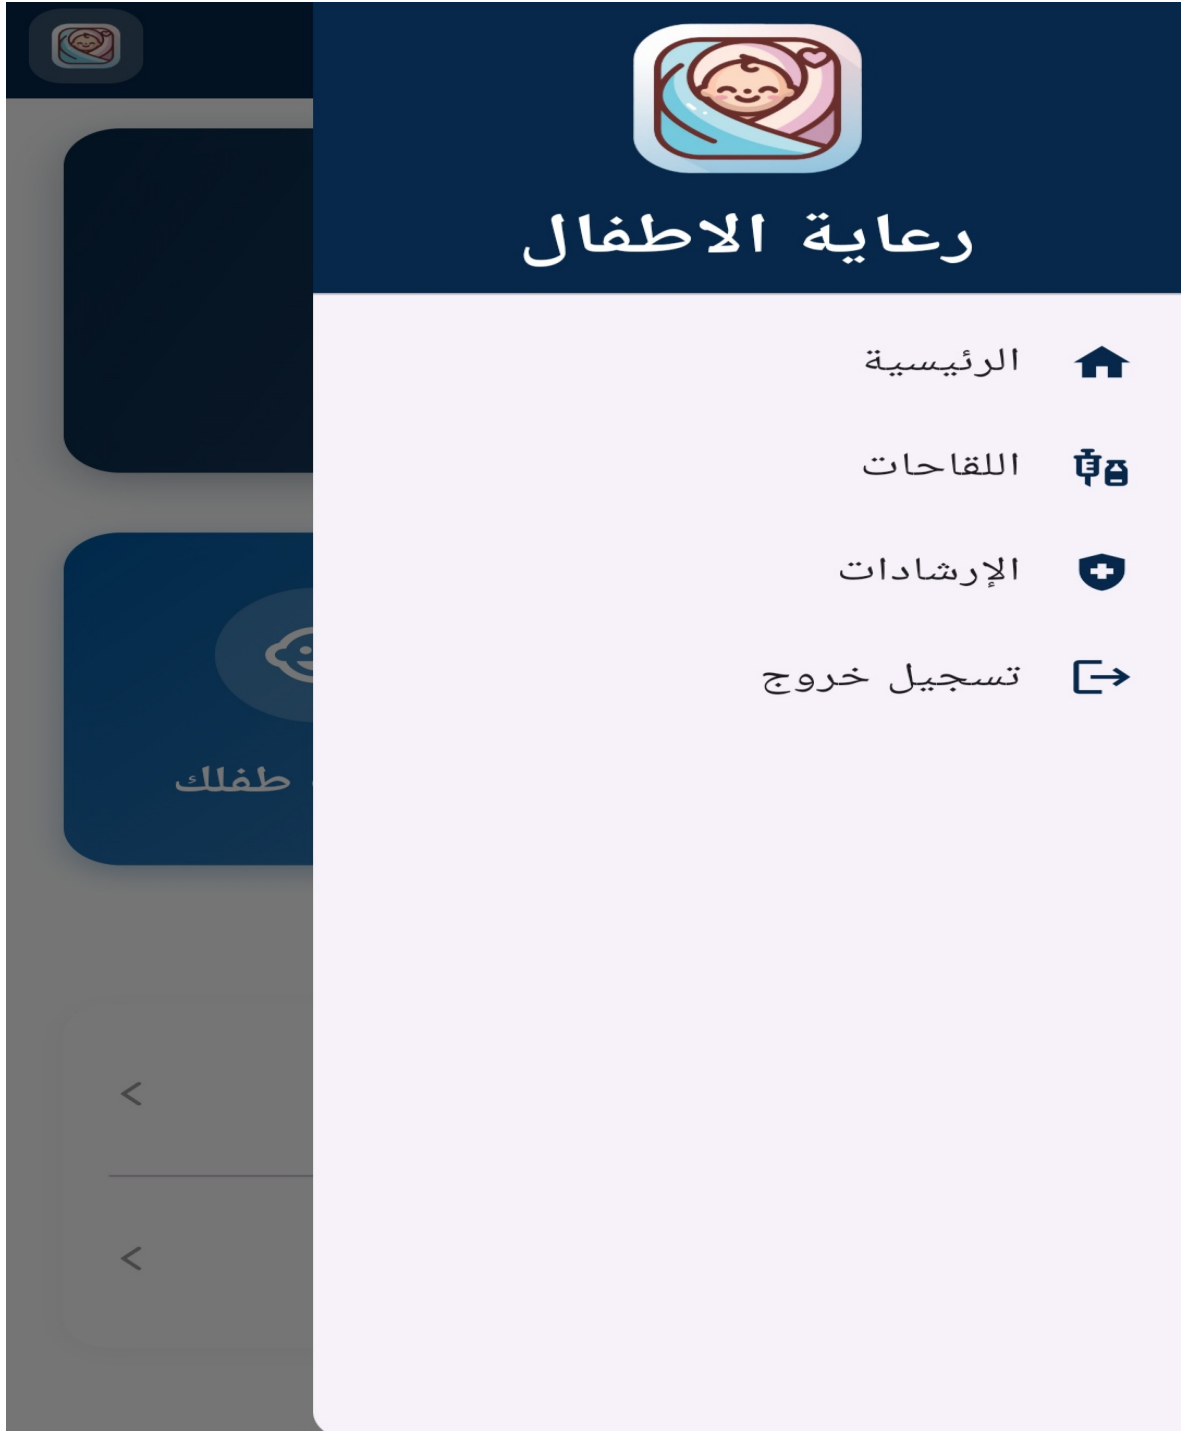 رعاية الاطفال
الرئيسية
اللقاحات
الإرشادات
تسجيل خروج
طفلك